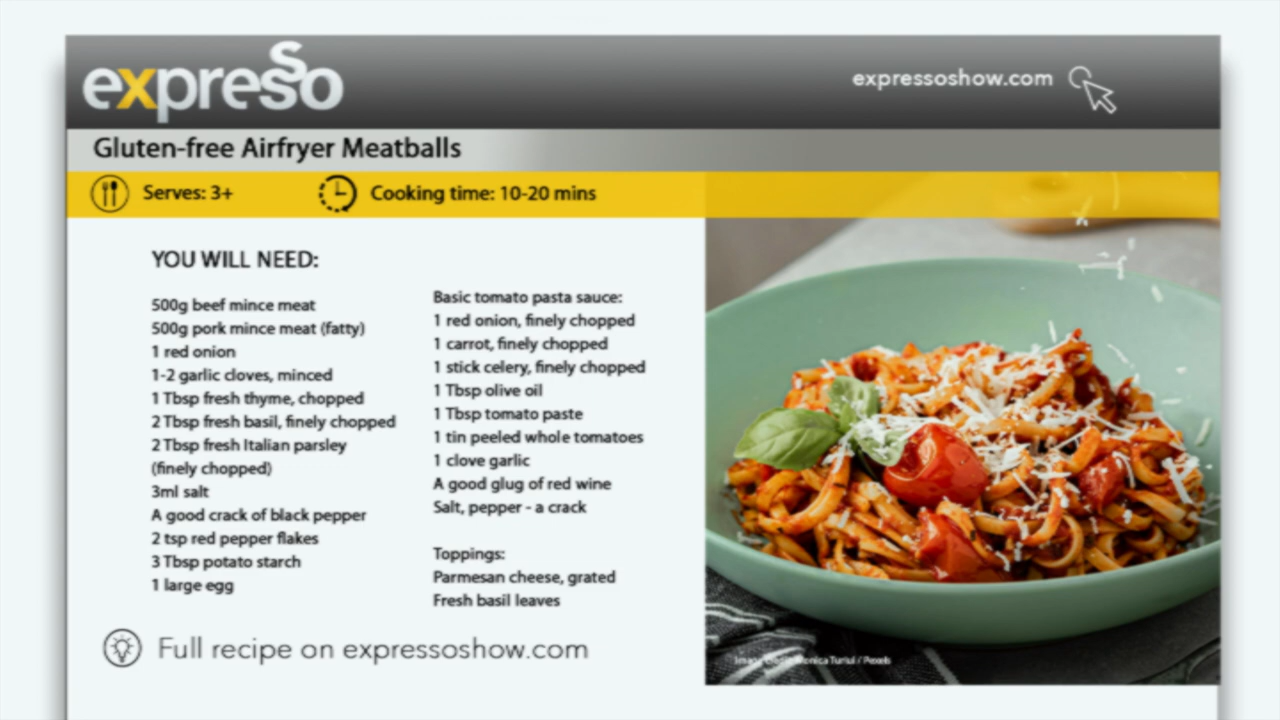 expresso
expressoshow.com
Gluten-free Airfryer Meatballs
Serves: 3+
Cooking time: 10-20 mins
YOU WILL NEED:
500g beef mince meat
500g pork mince meat (fatty)
1 red onion
1-2 garlic cloves, minced
1 Tbsp fresh thyme, chopped
2 Tbsp fresh basil, finely chopped
2 Tbsp fresh Italian parsley
(finely chopped)
3ml salt
A good crack of black pepper
2 tsp red pepper flakes
3 Tbsp potato starch
1 large egg
Basic tomato pasta sauce:
1 red onion, finely chopped
1 carrot, finely chopped
1 stick celery, finely chopped
1 Tbsp olive oil
1 Tbsp tomato paste
1 tin peeled whole tomatoes
1 clove garlic
A good glug of red wine
Salt, pepper - a crack
Toppings:
Parmesan cheese, grated
Fresh basil leaves
Full recipe on expressoshow.com
/ Pexels